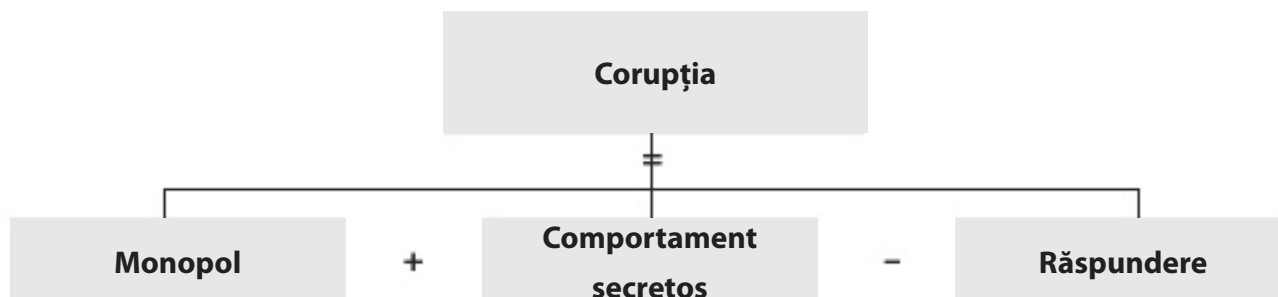 Corupția
=
Monopol + Comportament
secretos - Răspundere